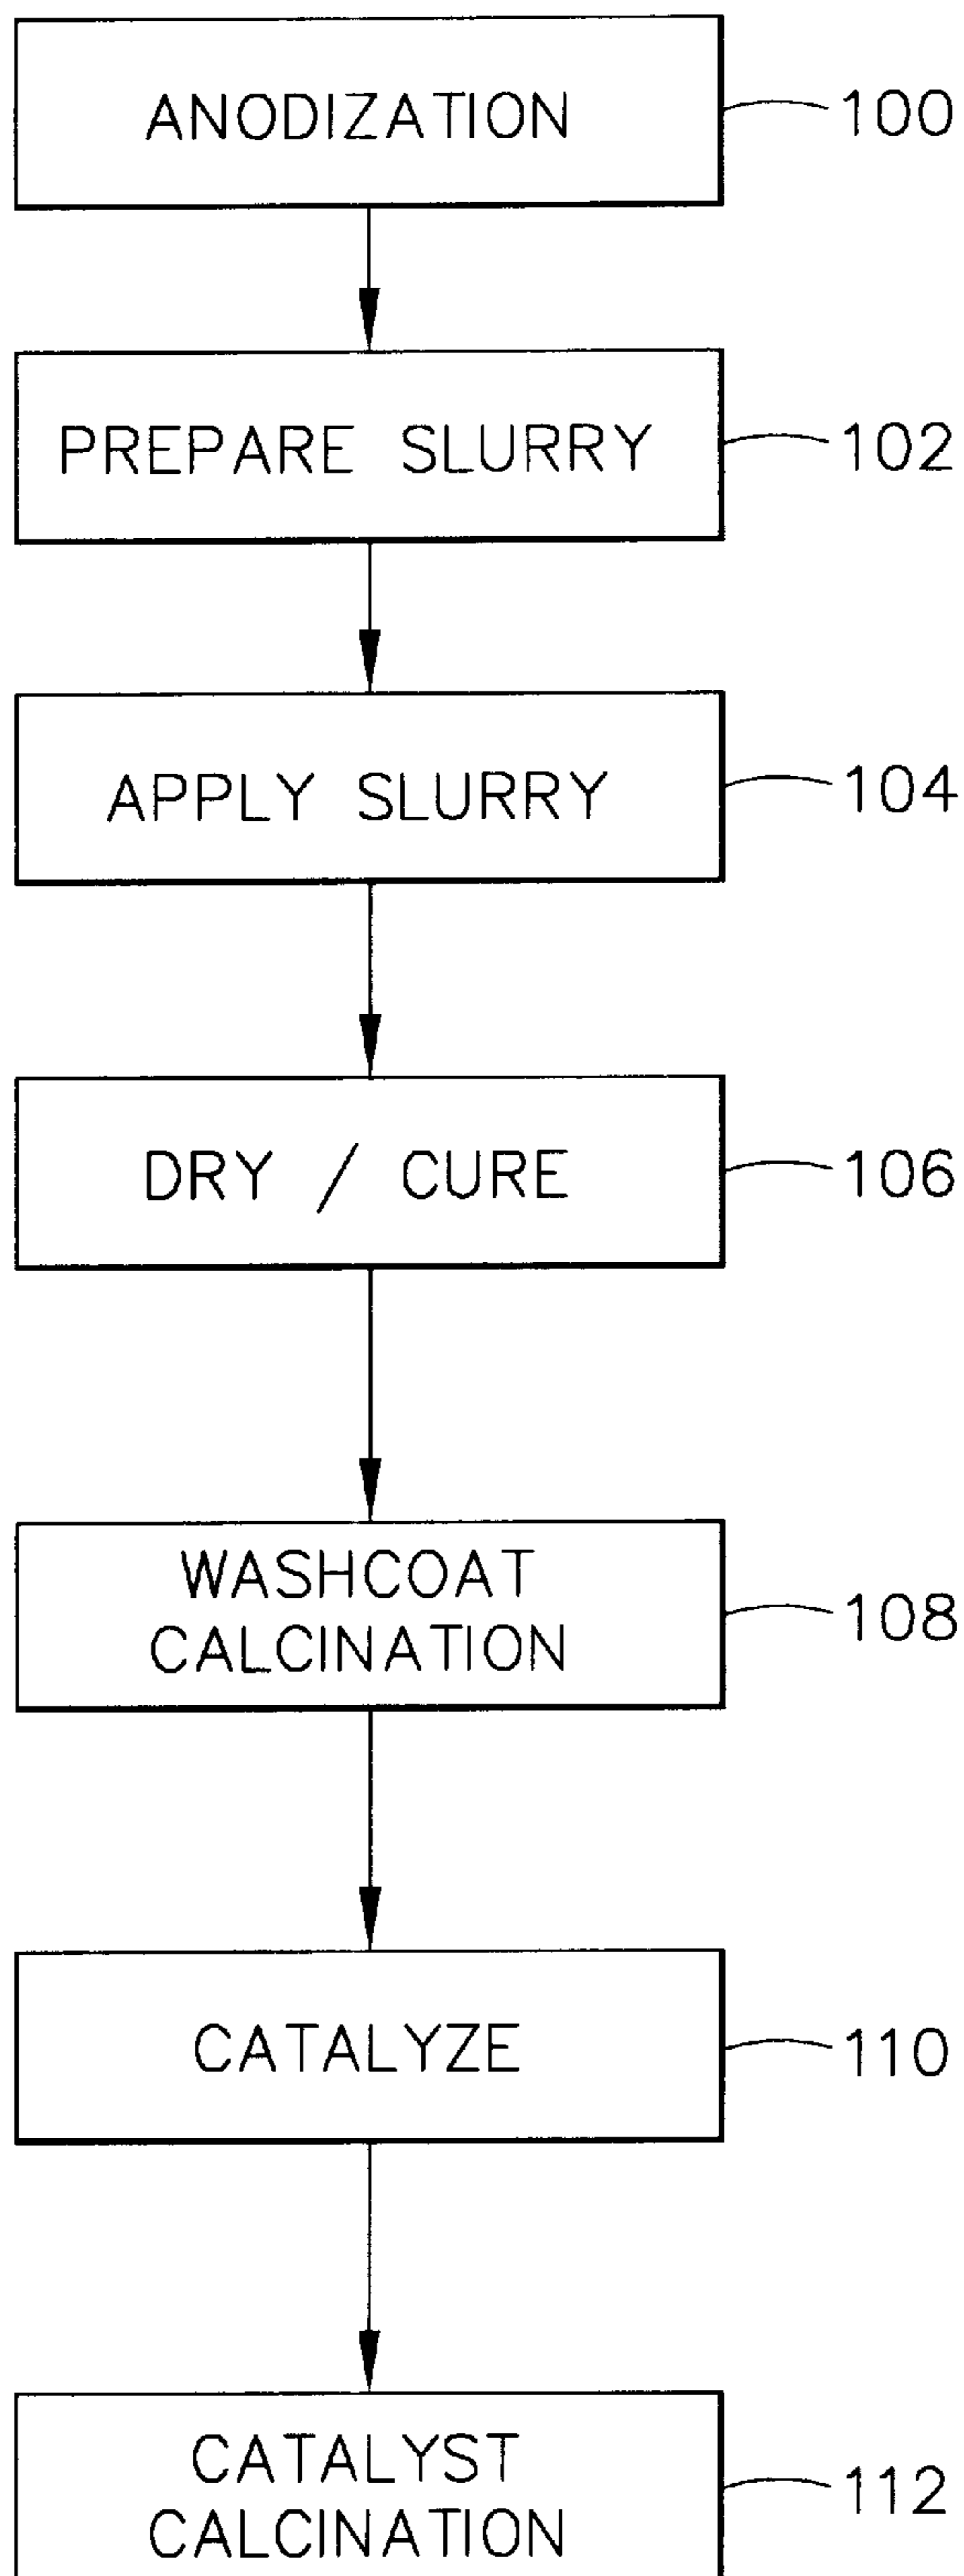 ANODIZATION
100
PREPARE SLURRY
102
APPLY SLURRY
104
DRY / CURE
106
WASHCOAT
CALCINATION
108
CATALYZE
110
CATALYST
CALCINATION
112